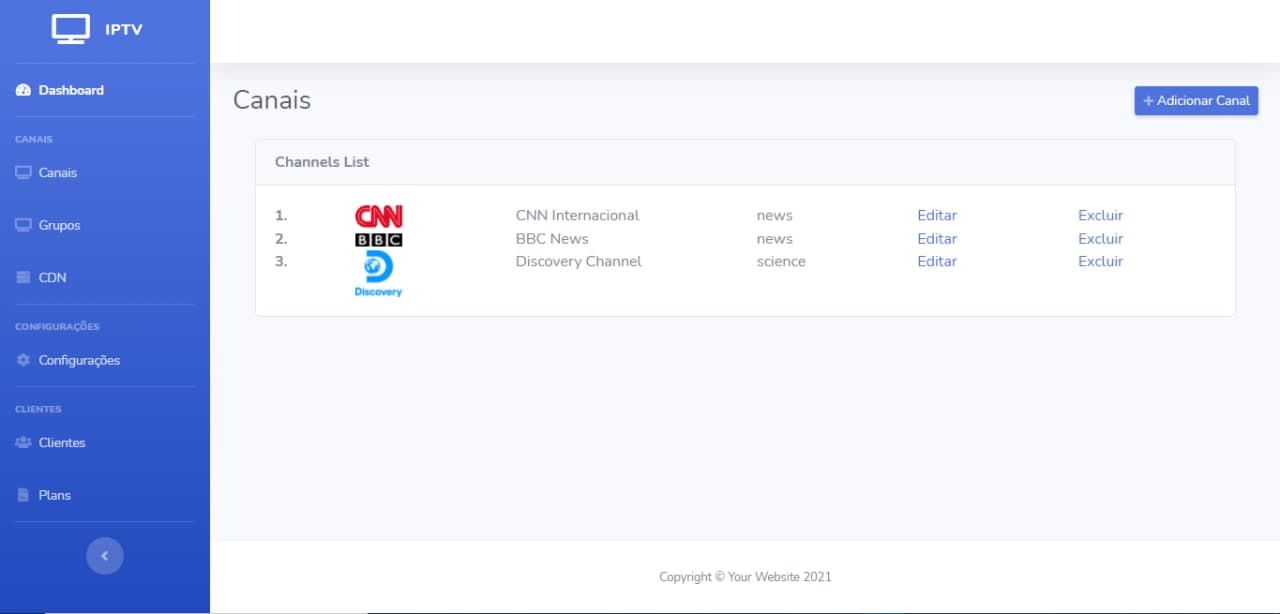 IPTV
Dashboard
CANAIS
Canais
Grupos
CDN
CONFIGURAÇÕES
Configurações
CLIENTES
Clientes
Plans
Canais
+ Adicionar Canal
Channels List
1. CNN CNN Internacional news Editar Excluir
2. BBC BBC News news Editar Excluir
3. Discovery Discovery Channel science Editar Excluir
Copyright © Your Website 2021